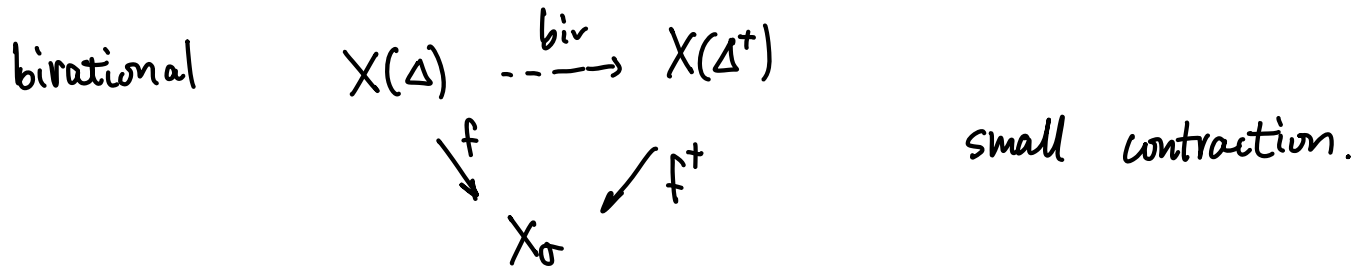 bir
birational X(Δ) ⇢ X(Δ⁺)
f f⁺ small contraction.
X_σ